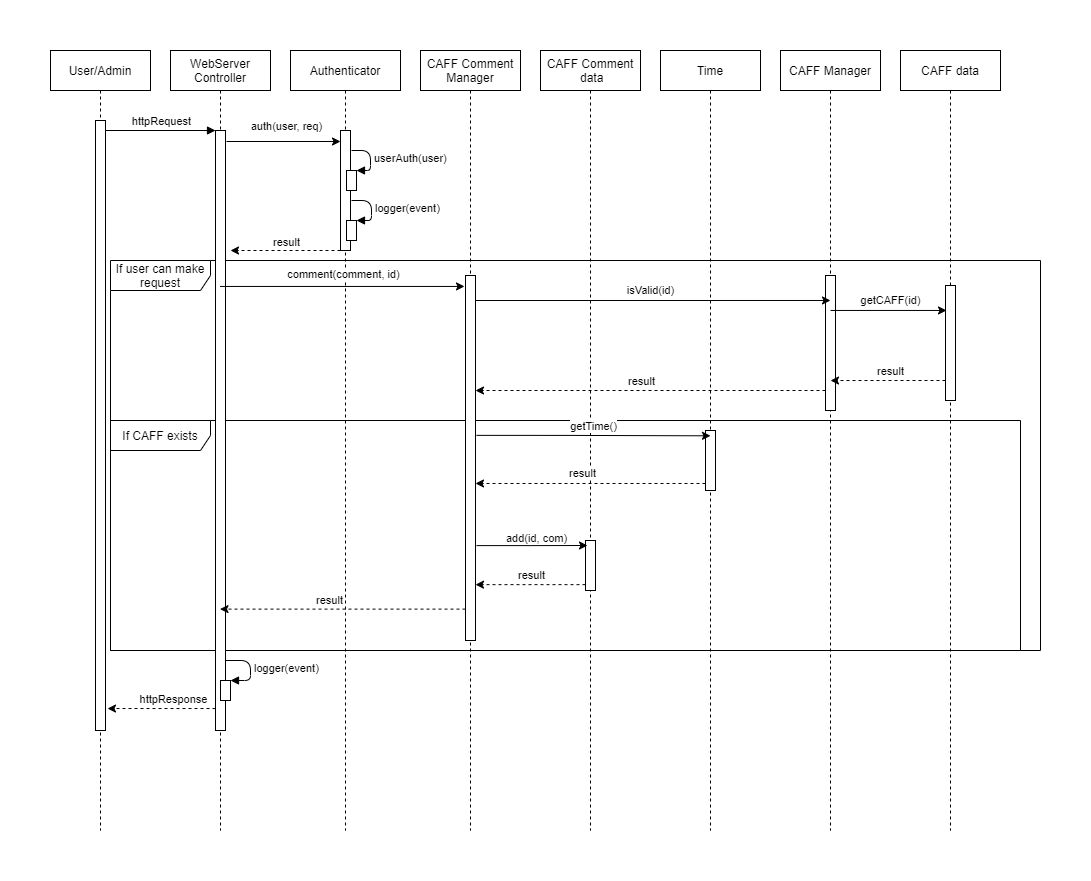 User/Admin
WebServer
Controller
Authenticator
CAFF Comment
Manager
CAFF Comment
data
Time
CAFF Manager
CAFF data
httpRequest
auth(user, req)
userAuth(user)
logger(event)
result
If user can make
request
comment(comment, id)
isValid(id)
getCAFF(id)
result
result
If CAFF exists
getTime()
result
add(id, com)
result
result
logger(event)
httpResponse